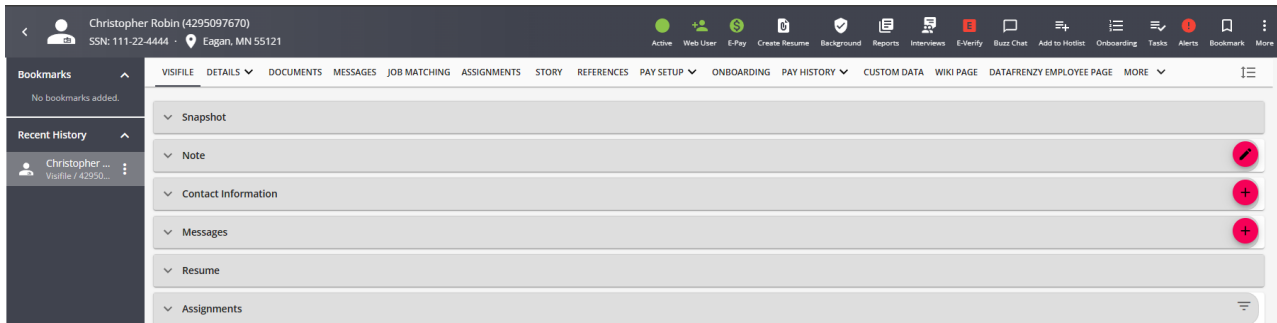 Christopher Robin (4295097670)
SSN: 111-22-4444 · Eagan, MN 55121
Active Web User E-Pay Create Resume Background Reports Interviews E-Verify Buzz Chat Add to Hotlist Onboarding Tasks Alerts Bookmark More
Bookmarks
No bookmarks added.
Recent History
Christopher ...
Visifile / 42950...
VISIFILE DETAILS DOCUMENTS MESSAGES JOB MATCHING ASSIGNMENTS STORY REFERENCES PAY SETUP ONBOARDING PAY HISTORY CUSTOM DATA WIKI PAGE DATAFRENZY EMPLOYEE PAGE MORE
Snapshot
Note
Contact Information
Messages
Resume
Assignments